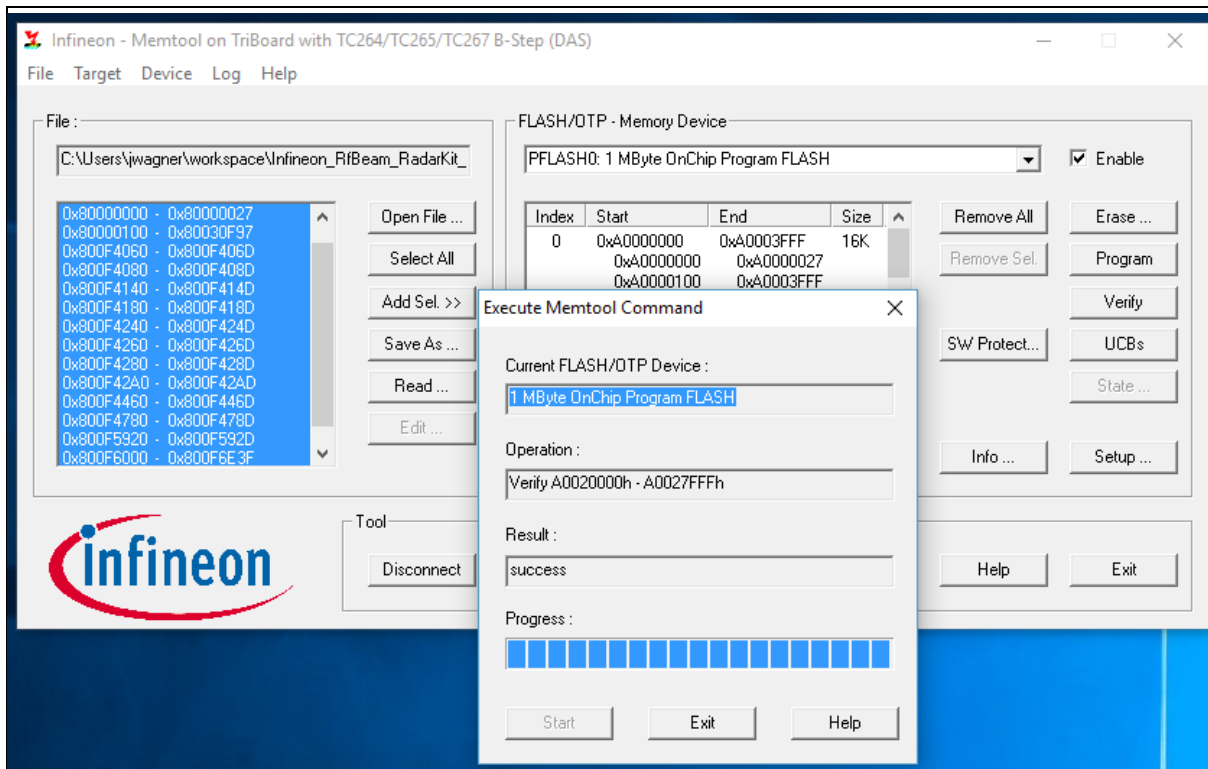 Infineon - Memtool on TriBoard with TC264/TC265/TC267 B-Step (DAS)
File Target Device Log Help
File :
C:\Users\jwagner\workspace\Infineon_RfBeam_RadarKit_
0x80000000 - 0x80000027
0x80000100 - 0x80030F97
0x800F4060 - 0x800F406D
0x800F4080 - 0x800F408D
0x800F4140 - 0x800F414D
0x800F4180 - 0x800F418D
0x800F4240 - 0x800F424D
0x800F4260 - 0x800F426D
0x800F4280 - 0x800F428D
0x800F42A0 - 0x800F42AD
0x800F4460 - 0x800F446D
0x800F4780 - 0x800F478D
0x800F5920 - 0x800F592D
0x800F6000 - 0x800F6E3F
Open File ...
Select All
Add Sel. >>
Save As ...
Read ...
Edit ...
FLASH/OTP - Memory Device
PFLASH0: 1 MByte OnChip Program FLASH
Enable
Index Start End Size
0 0xA0000000 0xA0003FFF 16K
0xA0000000 0xA0000027
0xA0000100 0xA0003FFF
Remove All
Remove Sel.
SW Protect...
Info ...
Erase ...
Program
Verify
UCBs
State ...
Setup ...
infineon
Tool
Disconnect
Help
Exit
Execute Memtool Command
Current FLASH/OTP Device :
1 MByte OnChip Program FLASH
Operation :
Verify A0020000h - A0027FFFh
Result :
success
Progress :
Start
Exit
Help